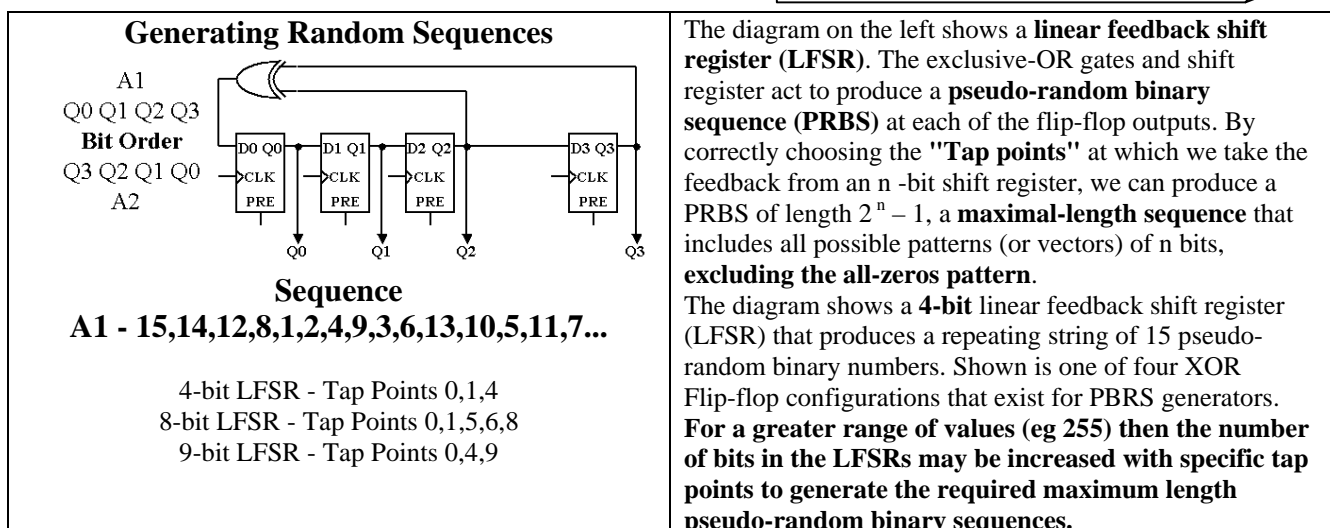 Generating Random Sequences
A1
Q0 Q1 Q2 Q3
Bit Order
Q3 Q2 Q1 Q0
A2
D0 Q0
CLK
PRE
D1 Q1
CLK
PRE
D2 Q2
CLK
PRE
D3 Q3
CLK
PRE
Q0
Q1
Q2
Q3
Sequence
A1 - 15,14,12,8,1,2,4,9,3,6,13,10,5,11,7...
4-bit LFSR - Tap Points 0,1,4
8-bit LFSR - Tap Points 0,1,5,6,8
9-bit LFSR - Tap Points 0,4,9
The diagram on the left shows a linear feedback shift
register (LFSR). The exclusive-OR gates and shift
register act to produce a pseudo-random binary
sequence (PRBS) at each of the flip-flop outputs. By
correctly choosing the "Tap points" at which we take the
feedback from an n -bit shift register, we can produce a
PRBS of length 2 n – 1, a maximal-length sequence that
includes all possible patterns (or vectors) of n bits,
excluding the all-zeros pattern.
The diagram shows a 4-bit linear feedback shift register
(LFSR) that produces a repeating string of 15 pseudo-
random binary numbers. Shown is one of four XOR
Flip-flop configurations that exist for PBRS generators.
For a greater range of values (eg 255) then the number
of bits in the LFSRs may be increased with specific tap
points to generate the required maximum length
pseudo-random binary sequences.